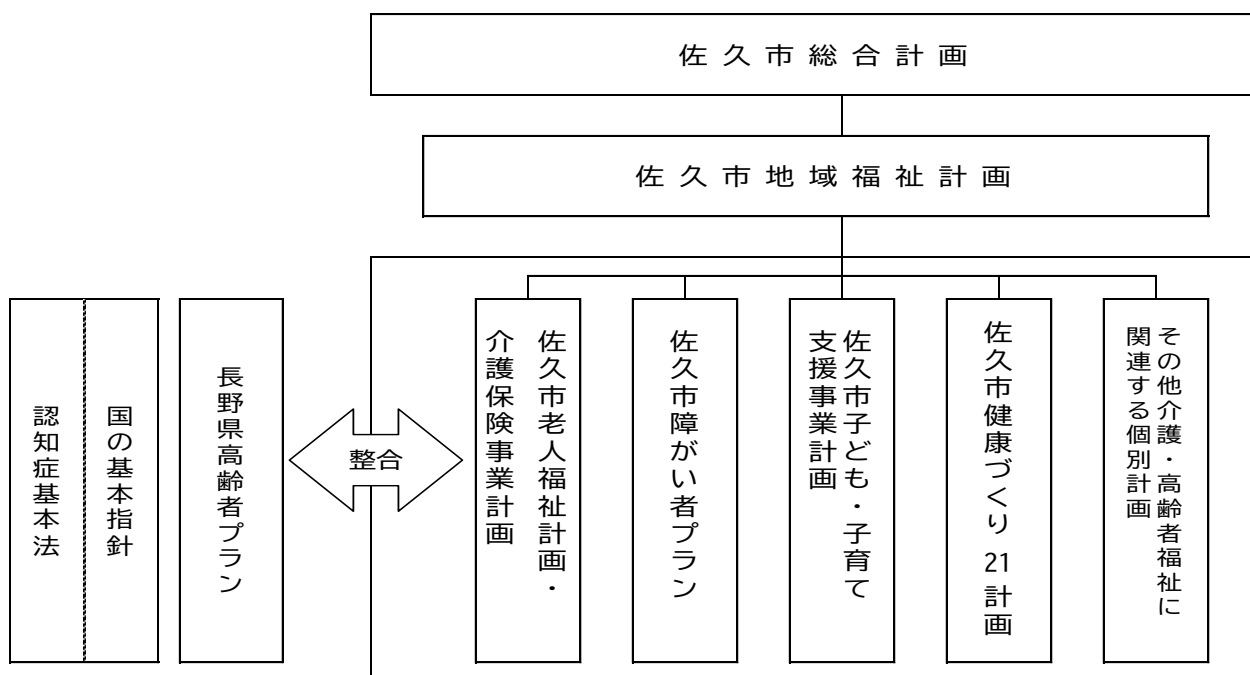 佐久市総合計画
佐久市地域福祉計画
認知症基本法
国の基本指針
長野県高齢者プラン
整合
佐久市老人福祉計画・
介護保険事業計画
佐久市障がい者プラン
佐久市子ども・子育て
支援事業計画
佐久市健康づくり21計画
その他介護・高齢者福祉に
関連する個別計画